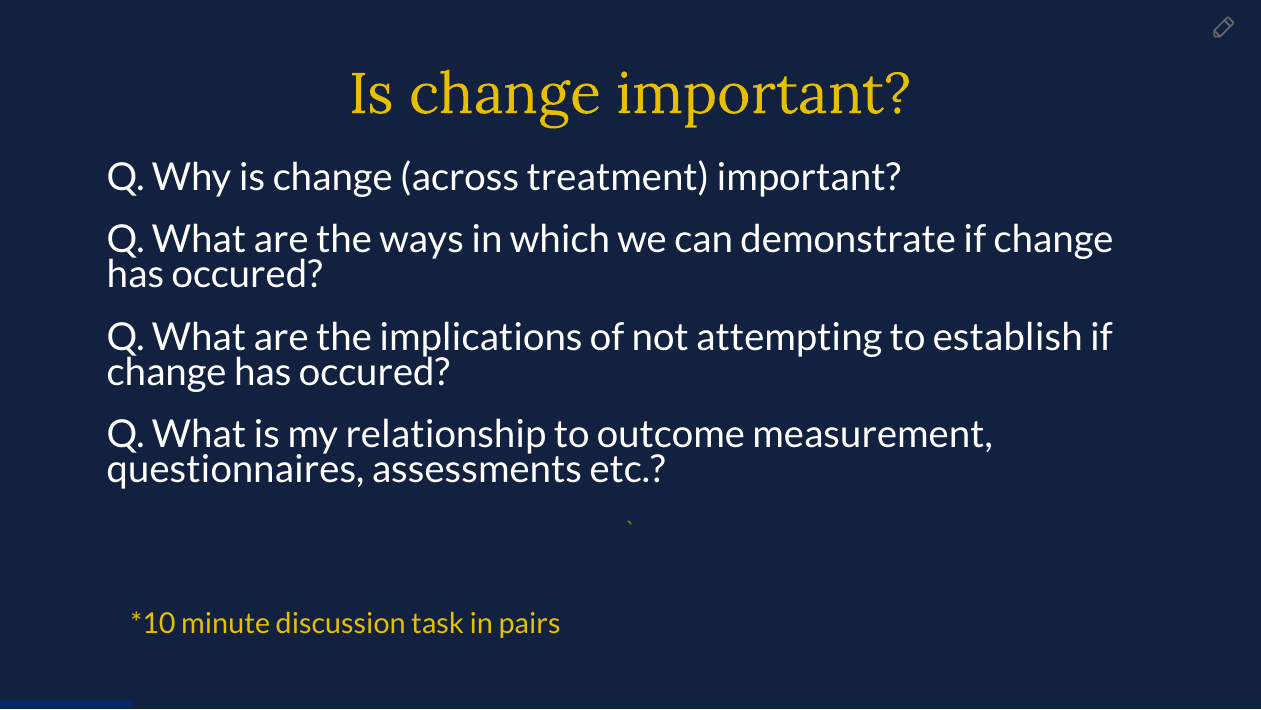 Is change important?
Q. Why is change (across treatment) important?
Q. What are the ways in which we can demonstrate if change
has occured?
Q. What are the implications of not attempting to establish if
change has occured?
Q. What is my relationship to outcome measurement,
questionnaires, assessments etc.?
`
*10 minute discussion task in pairs